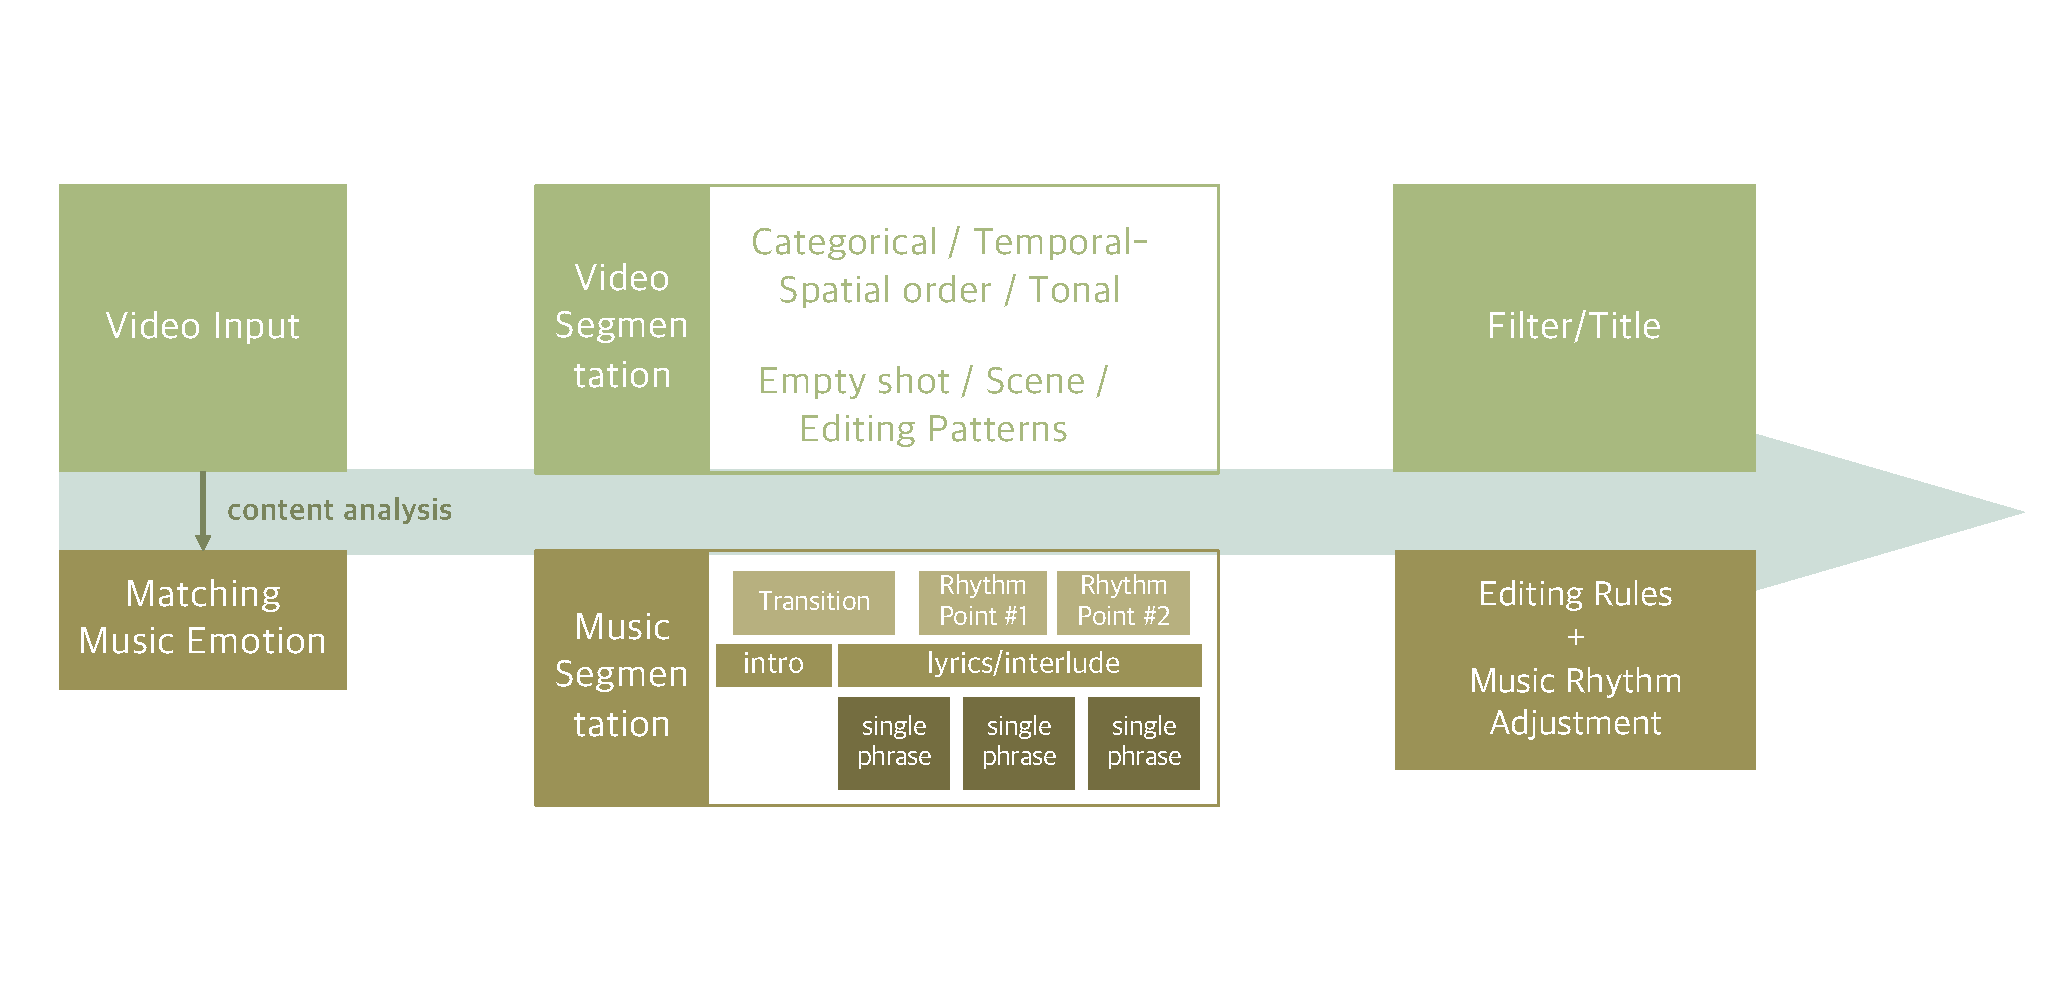 Video Input
content analysis
Matching
Music Emotion
Video
Segmen
tation
Categorical / Temporal-
Spatial order / Tonal
Empty shot / Scene /
Editing Patterns
Music
Segmen
tation
Transition
Rhythm
Point #1
Rhythm
Point #2
intro
lyrics/interlude
single
phrase
single
phrase
single
phrase
Filter/Title
Editing Rules
+
Music Rhythm
Adjustment